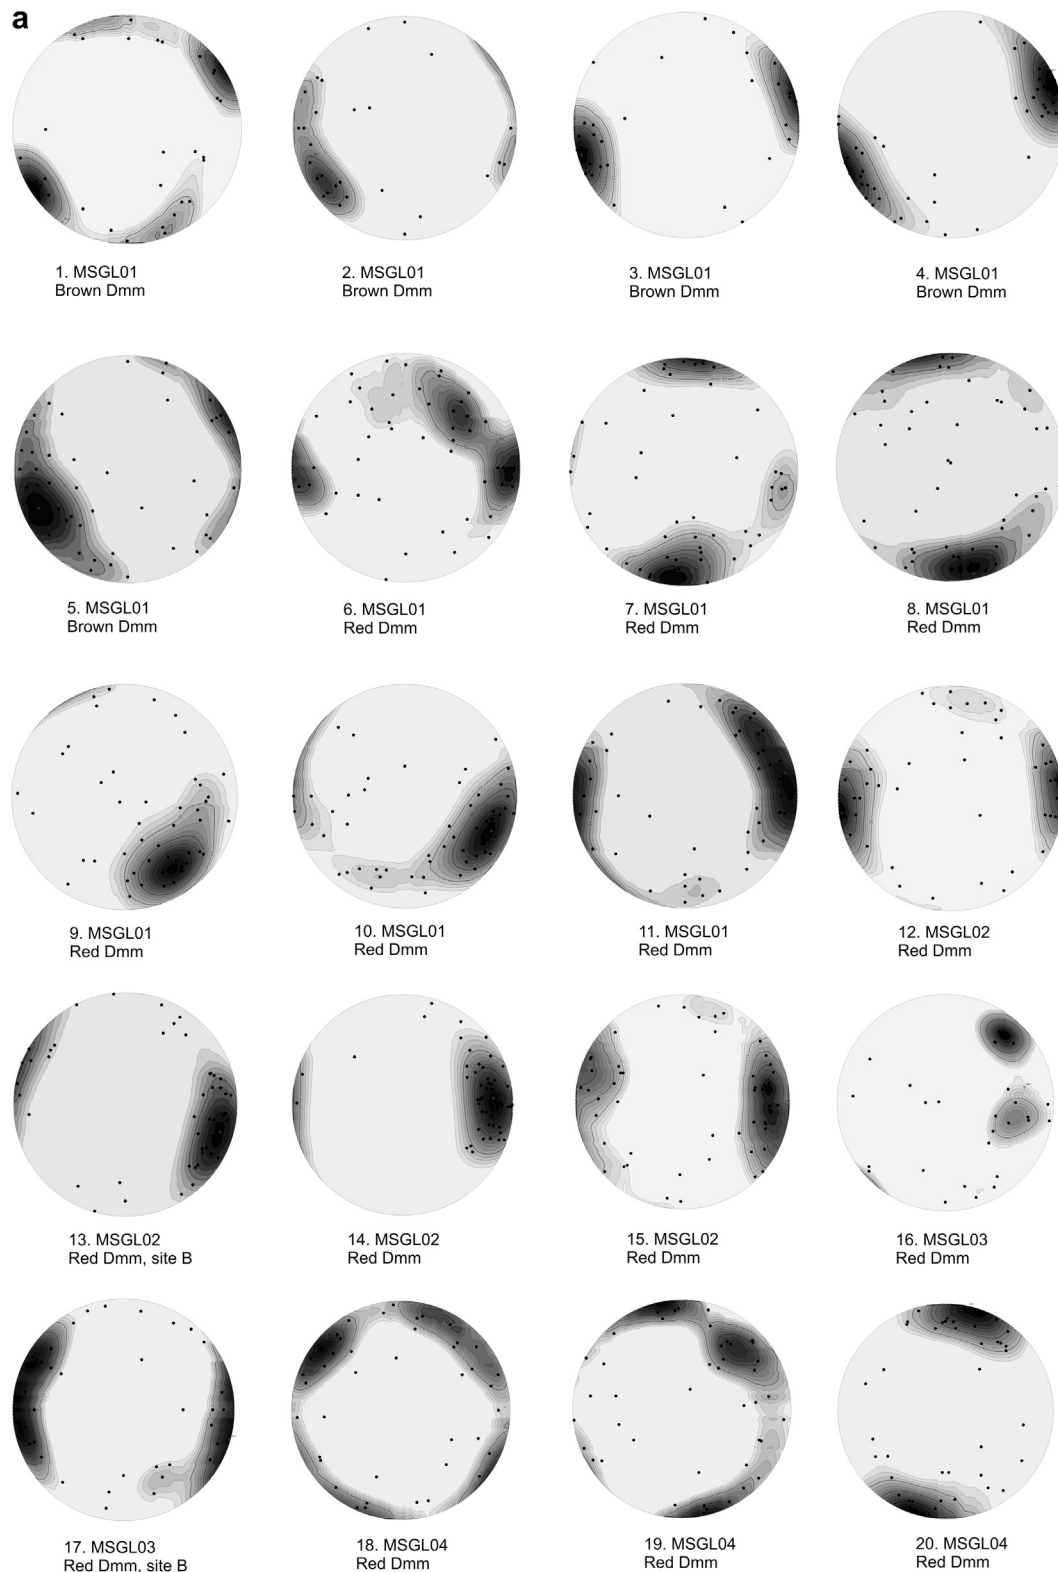 a
1. MSGL01
Brown Dmm
2. MSGL01
Brown Dmm
3. MSGL01
Brown Dmm
4. MSGL01
Brown Dmm
5. MSGL01
Brown Dmm
6. MSGL01
Red Dmm
7. MSGL01
Red Dmm
8. MSGL01
Red Dmm
9. MSGL01
Red Dmm
10. MSGL01
Red Dmm
11. MSGL01
Red Dmm
12. MSGL02
Red Dmm
13. MSGL02
Red Dmm, site B
14. MSGL02
Red Dmm
15. MSGL02
Red Dmm
16. MSGL03
Red Dmm
17. MSGL03
Red Dmm, site B
18. MSGL04
Red Dmm
19. MSGL04
Red Dmm
20. MSGL04
Red Dmm